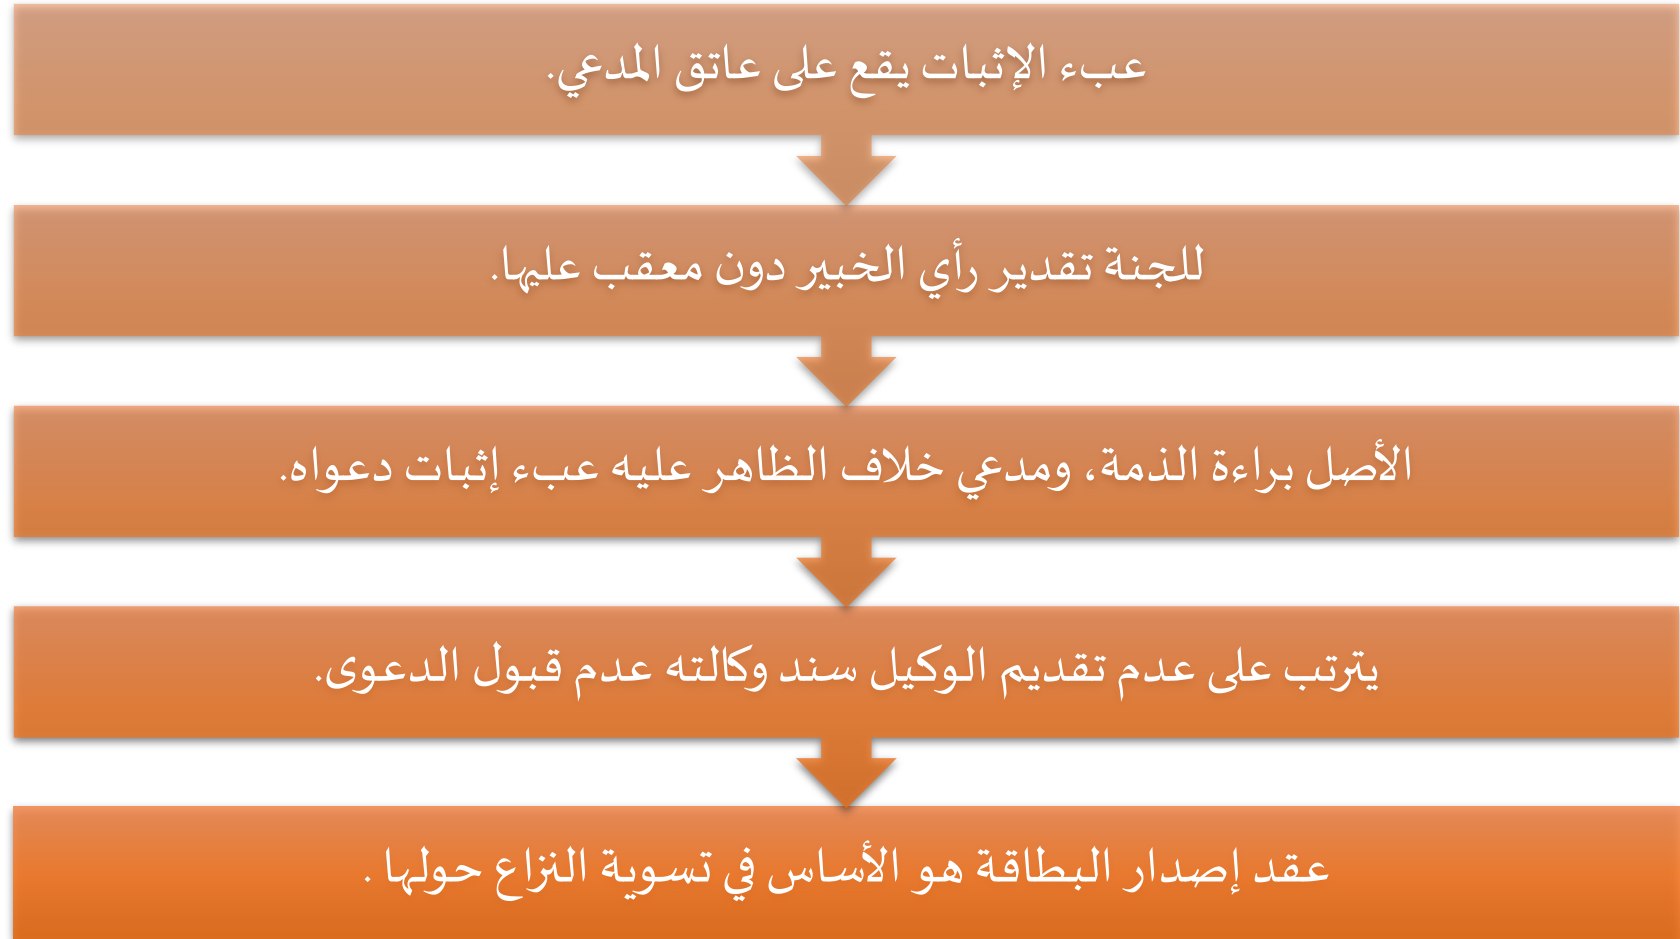 عبء الإثبات يقع على عاتق المدعي.
للجنة تقدير رأي الخبير دون معقب عليها.
الأصل براءة الذمة، ومدعي خلاف الظاهر عليه عبء إثبات دعواه.
يترتب على عدم تقديم الوكيل سند وكالته عدم قبول الدعوى.
عقد إصدار البطاقة هو الأساس في تسوية النزاع حولها .